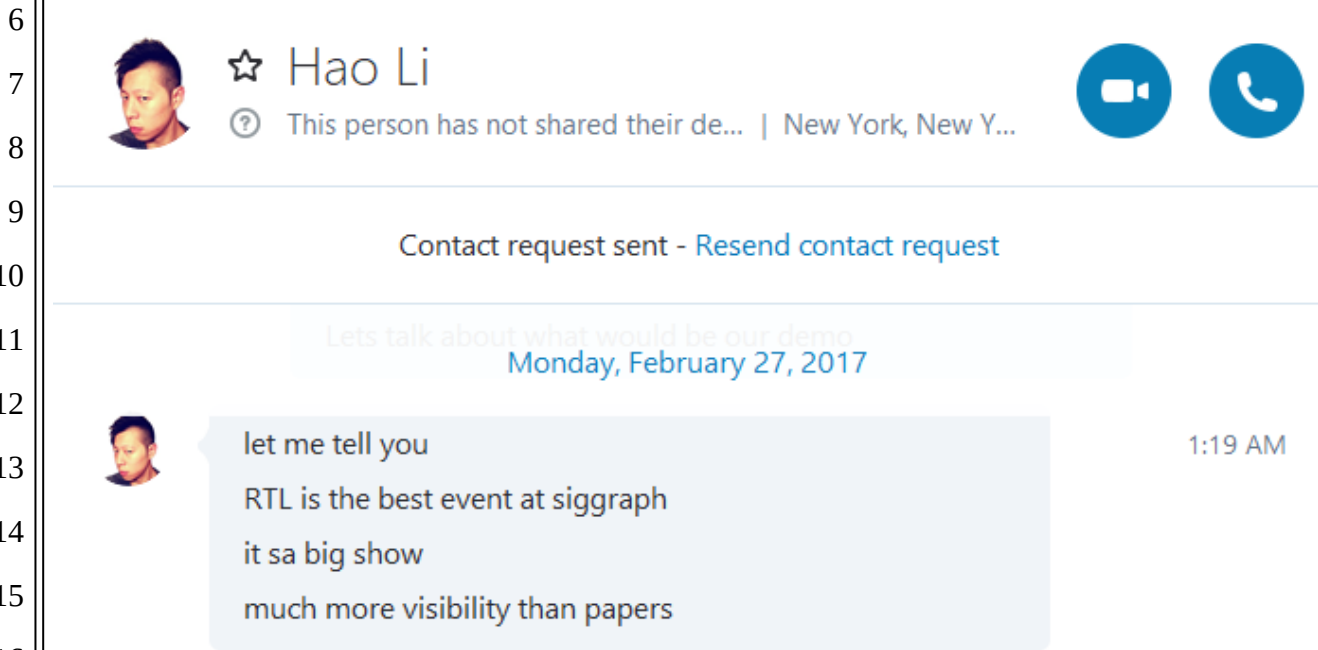 6
7
8
9
10
11
12
13
14
15
Hao Li
This person has not shared their de... | New York, New Y...
Contact request sent - Resend contact request
Lets talk about what would be our demo
Monday, February 27, 2017
let me tell you
1:19 AM
RTL is the best event at siggraph
it sa big show
much more visibility than papers